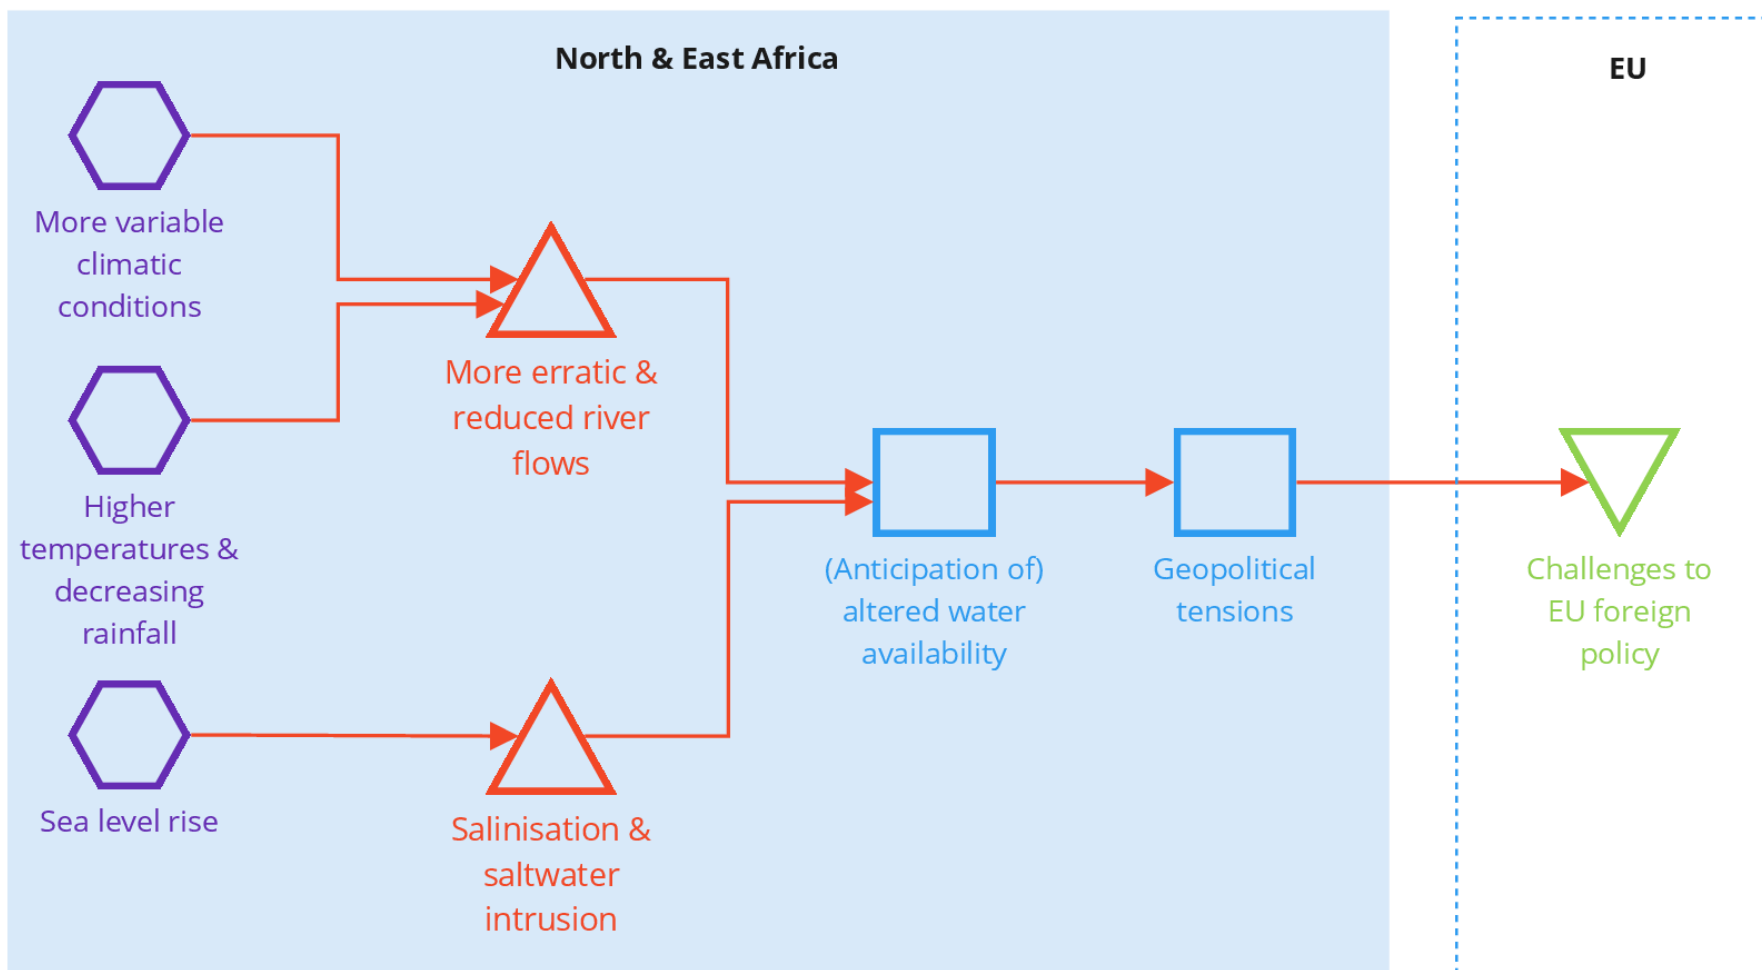 North & East Africa
EU
More variable
climatic
conditions
More erratic &
reduced river
flows
Higher
temperatures &
decreasing
rainfall
(Anticipation of)
altered water
availability
Geopolitical
tensions
Challenges to
EU foreign
policy
Sea level rise
Salinisation &
saltwater
intrusion